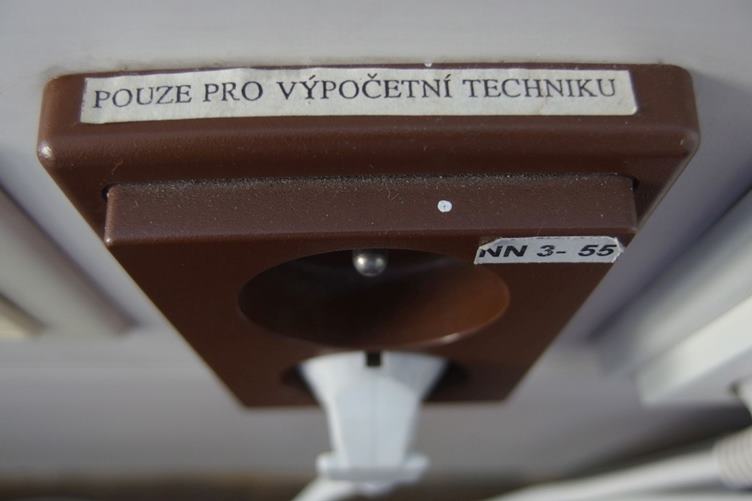 POUZE PRO VÝPOČETNÍ TECHNIKU
NN 3- 55